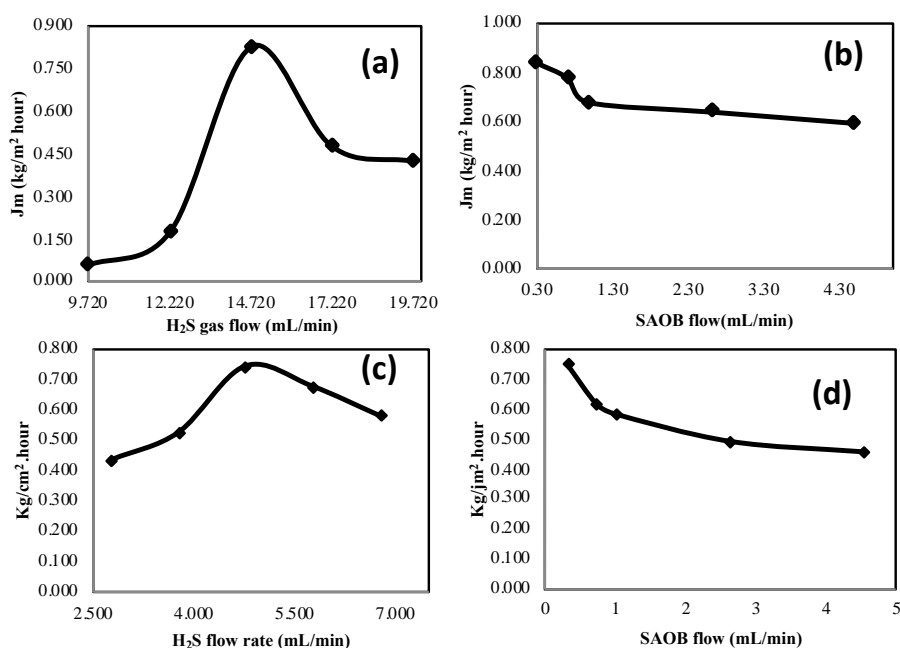 Jm (kg/m² hour)
0.900
0.750
0.600
0.450
0.300
0.150
0.000
(a)
9.720 12.220 14.720 17.220 19.720
H₂S gas flow (mL/min)
Jm (kg/m² hour)
1.000
0.800
0.600
0.400
0.200
0.000
(b)
0.30 1.30 2.30 3.30 4.30
SAOB flow(mL/min)
Kg/cm².hour
0.800
0.700
0.600
0.500
0.400
0.300
0.200
0.100
0.000
(c)
2.500 4.000 5.500 7.000
H₂S flow rate (mL/min)
Kg/jm².hour
0.800
0.700
0.600
0.500
0.400
0.300
0.200
0.100
0.000
(d)
0 1 2 3 4 5
SAOB flow (mL/min)